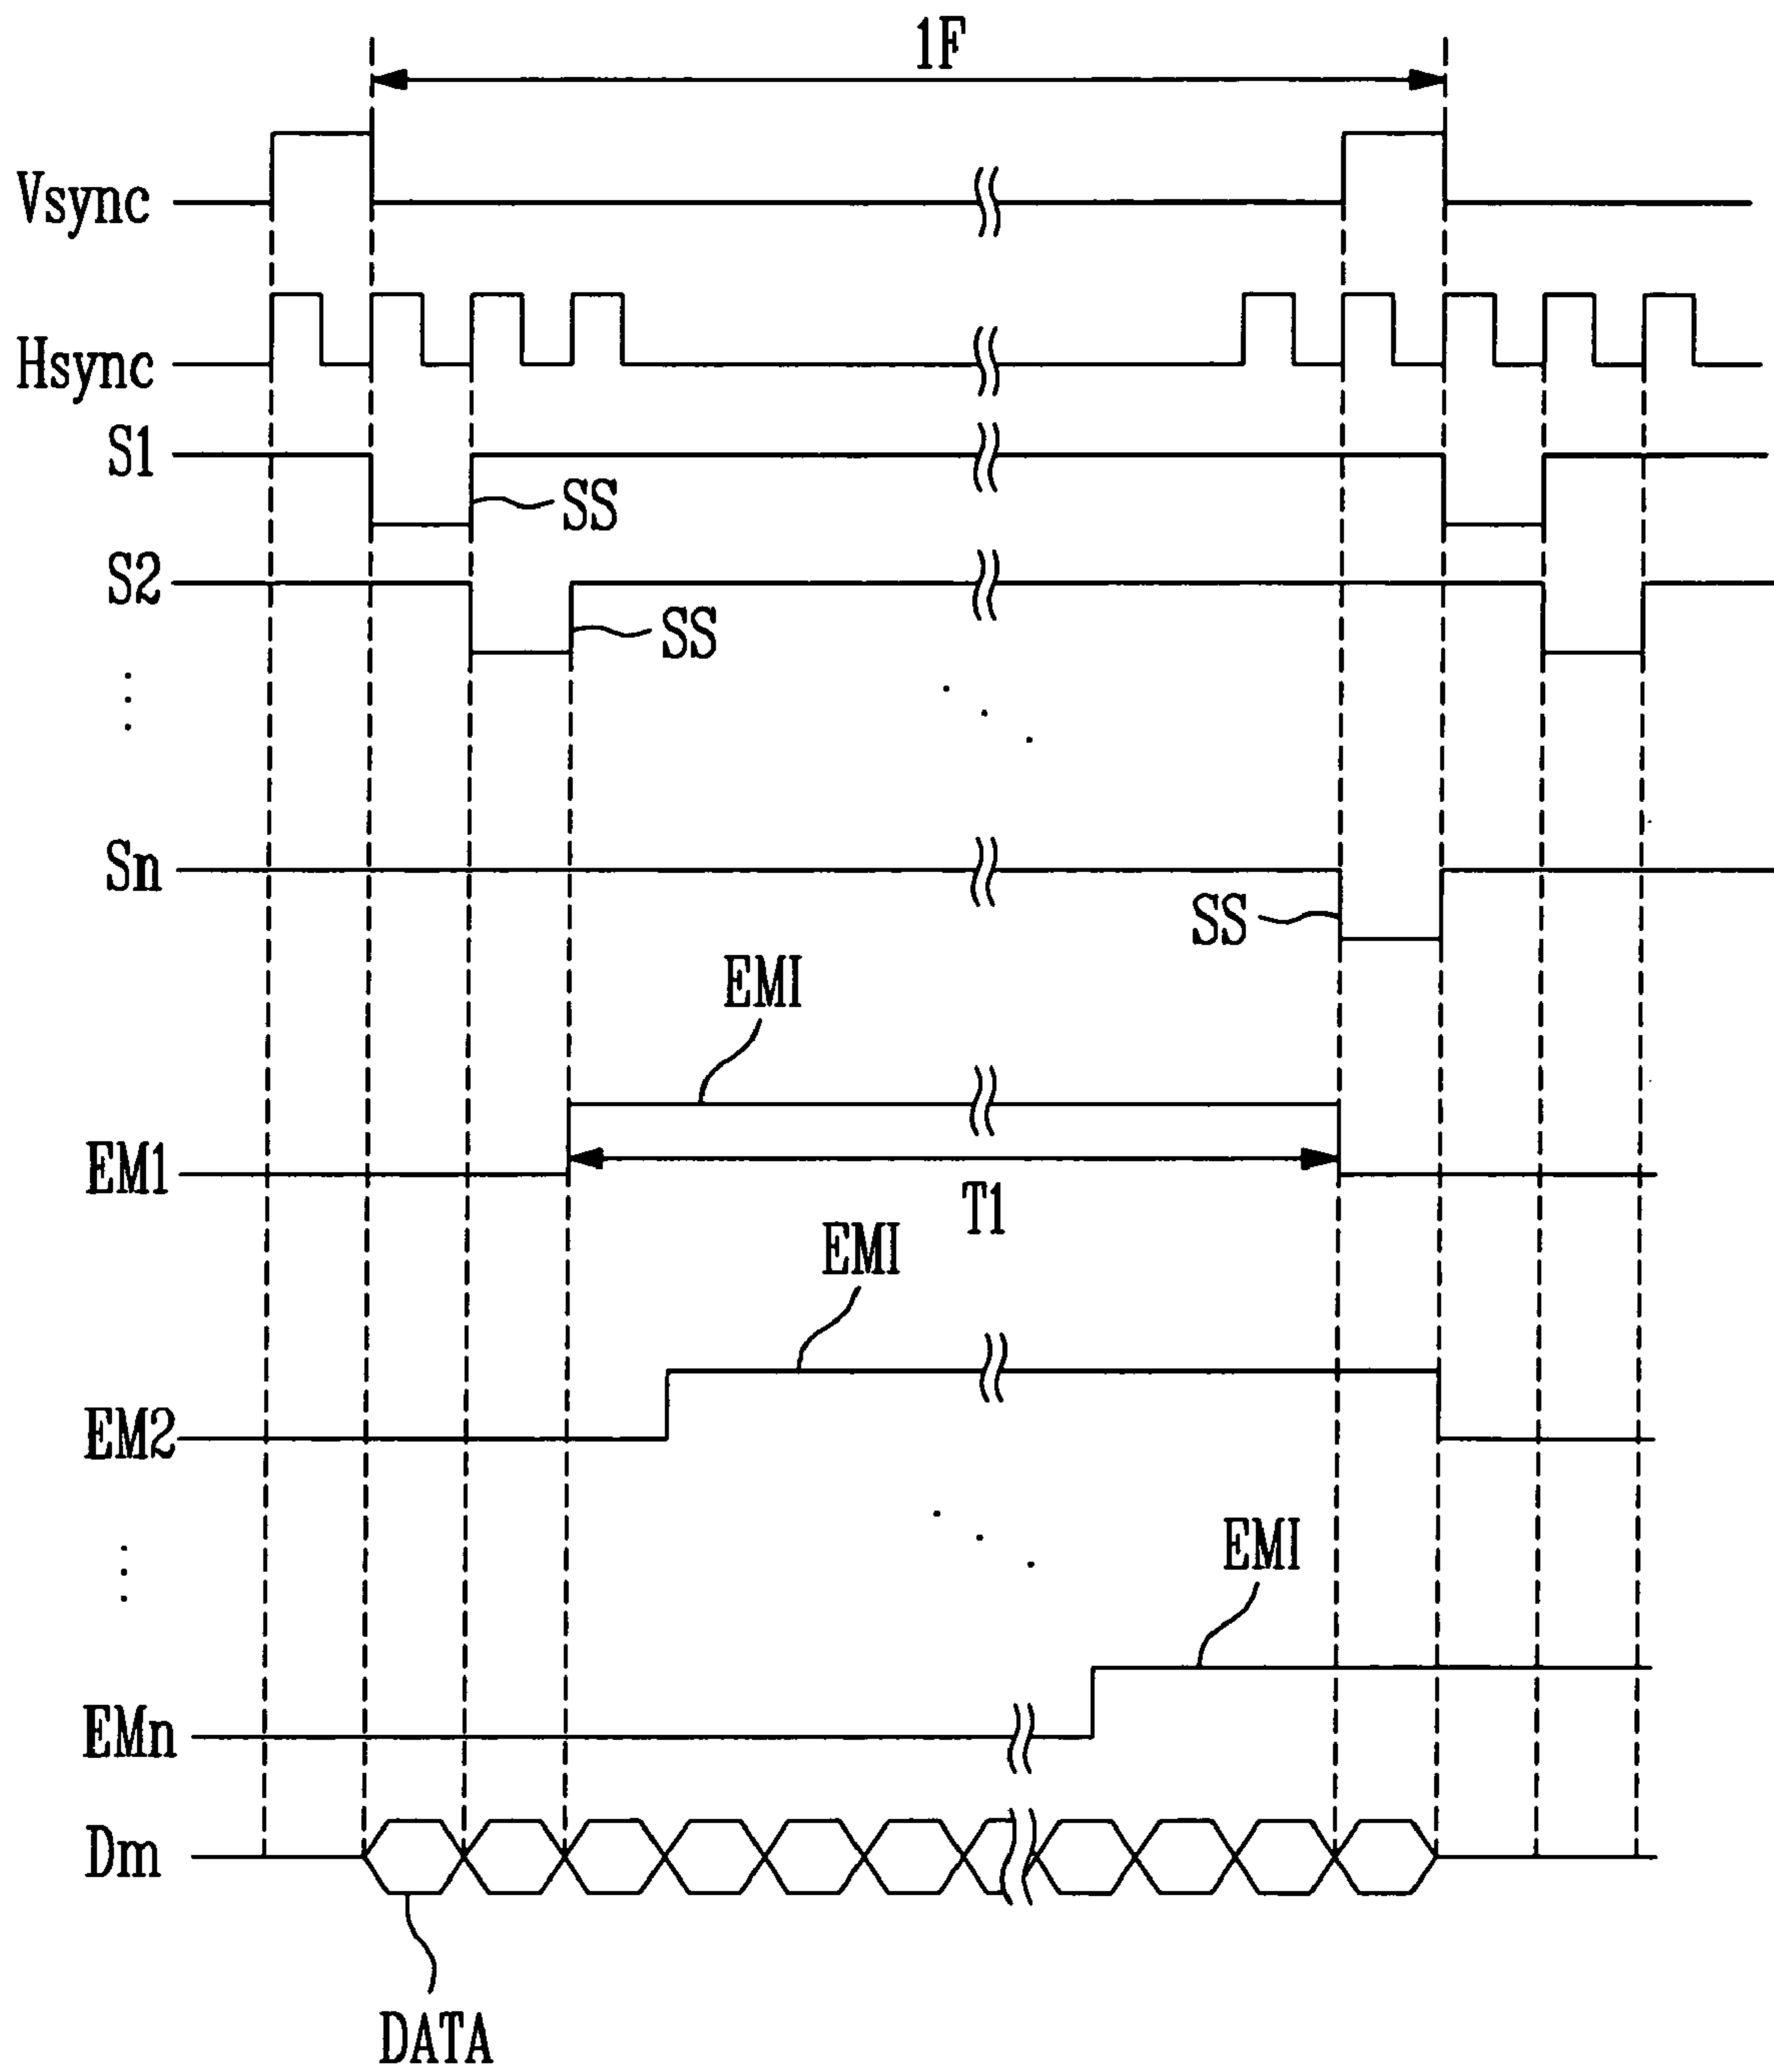 1F
Vsync
Hsync
S1
SS
S2
SS
Sn
SS
EMI
EM1
T1
EMI
EM2
EMI
EMn
Dm
DATA